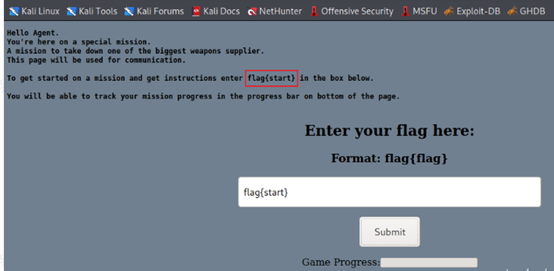 Kali Linux Kali Tools Kali Forums Kali Docs NetHunter Offensive Security MSFU Exploit-DB GHDB
Hello Agent.
You're here on a special mission.
A mission to take down one of the biggest weapons supplier.
This page will be used for communication.
To get started on a mission and get instructions enter flag{start} in the box below.
You will be able to track your mission progress in the progress bar on bottom of the page.
Enter your flag here:
Format: flag{flag}
flag{start}
Submit
Game Progress: